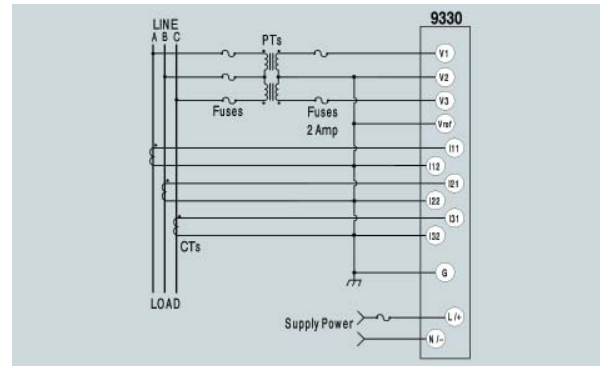 LINE
A B C
9330
PTs
V1
V2
V3
Fuses
Fuses
2 Amp
Vref
I11
I12
I21
I22
I31
I32
CTs
G
LOAD
Supply Power
L /+
N /-